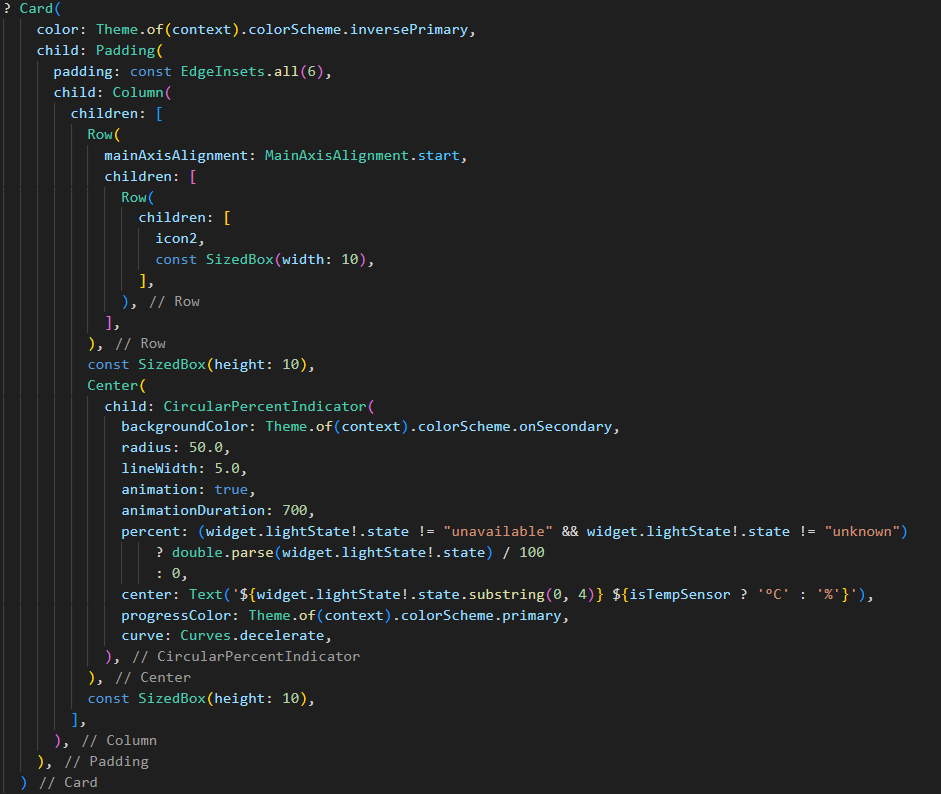 ? Card(
color: Theme.of(context).colorScheme.inversePrimary,
child: Padding(
padding: const EdgeInsets.all(6),
child: Column(
children: [
Row(
mainAxisAlignment: MainAxisAlignment.start,
children: [
Row(
children: [
icon2,
const SizedBox(width: 10),
],
), // Row
],
), // Row
const SizedBox(height: 10),
Center(
child: CircularPercentIndicator(
backgroundColor: Theme.of(context).colorScheme.onSecondary,
radius: 50.0,
lineWidth: 5.0,
animation: true,
animationDuration: 700,
percent: (widget.lightState!.state != "unavailable" && widget.lightState!.state != "unknown")
? double.parse(widget.lightState!.state) / 100
: 0,
center: Text('${widget.lightState!.state.substring(0, 4)} ${isTempSensor ? '°C' : '%'}'),
progressColor: Theme.of(context).colorScheme.primary,
curve: Curves.decelerate,
), // CircularPercentIndicator
), // Center
const SizedBox(height: 10),
],
), // Column
), // Padding
) // Card